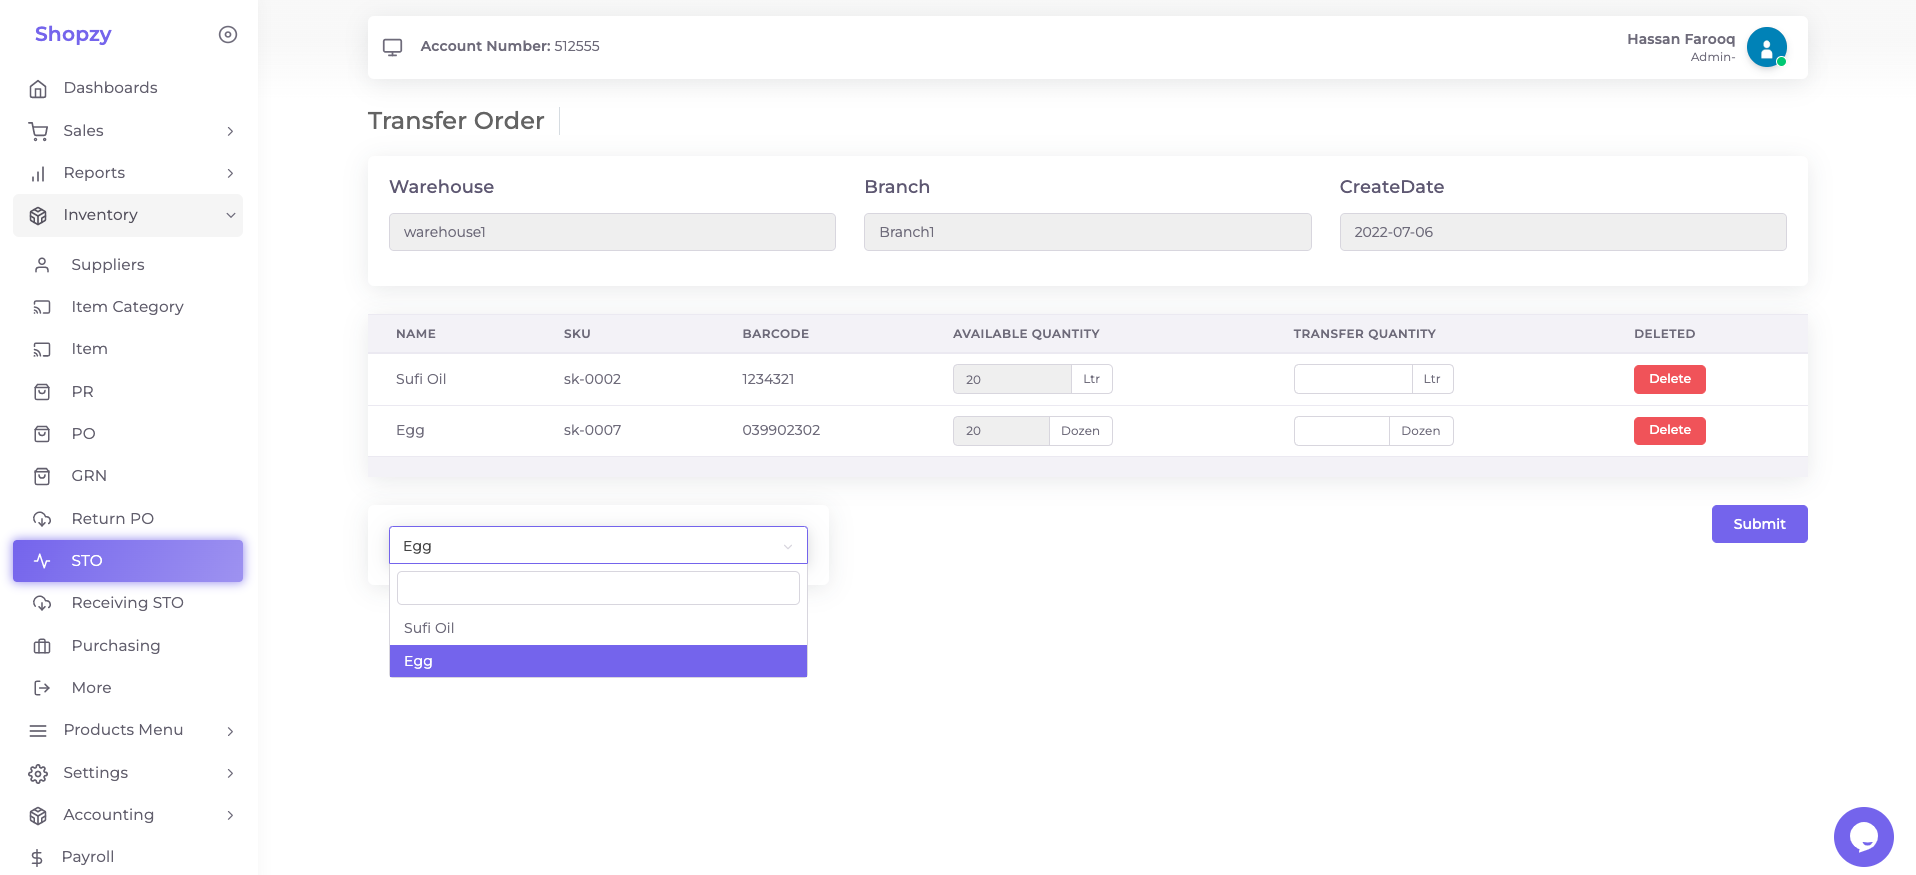 Shopzy
Dashboards
Sales
Reports
Inventory
Suppliers
Item Category
Item
PR
PO
GRN
Return PO
STO
Receiving STO
Purchasing
More
Products Menu
Settings
Accounting
Payroll
Account Number: 512555
Hassan Farooq
Admin-
Transfer Order
Warehouse Branch CreateDate
warehouse1 Branch1 2022-07-06
NAME SKU BARCODE AVAILABLE QUANTITY TRANSFER QUANTITY DELETED
Sufi Oil sk-0002 1234321 20 Ltr Ltr Delete
Egg sk-0007 039902302 20 Dozen Dozen Delete
Egg
Sufi Oil
Egg
Submit